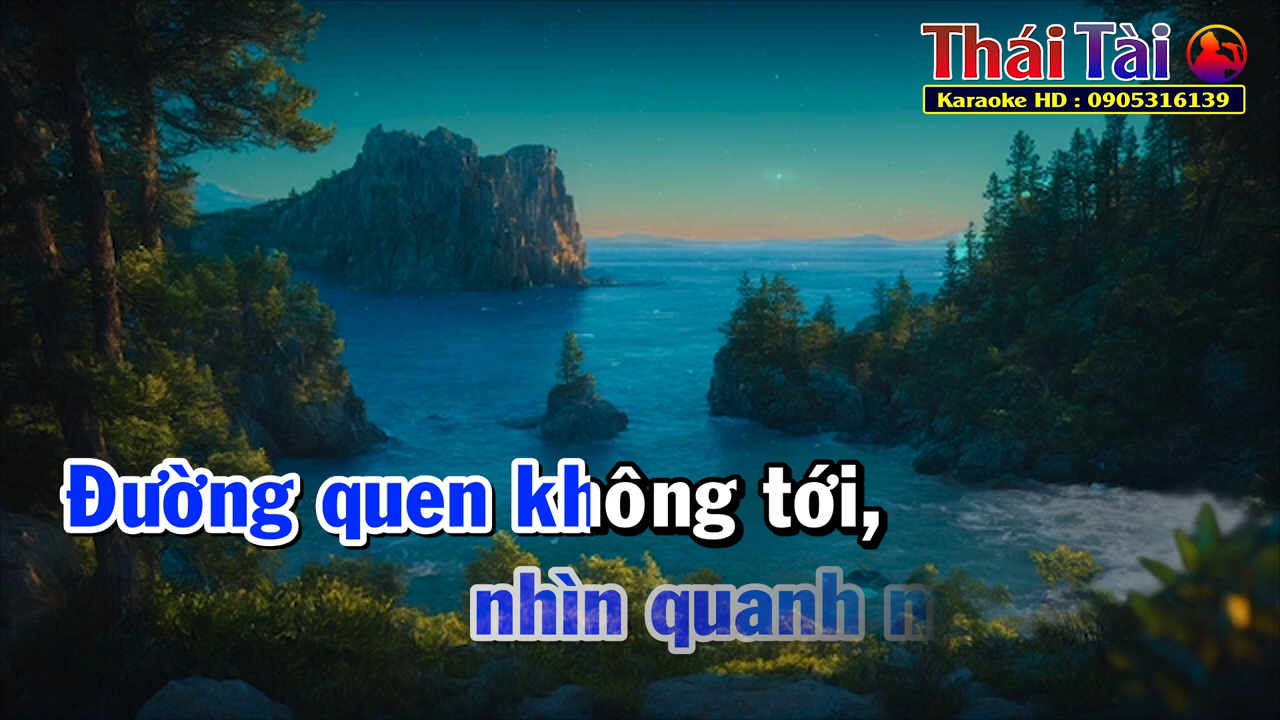 Thái Tài
Karaoke HD : 0905316139
Đường quen không tới,
nhìn quanh